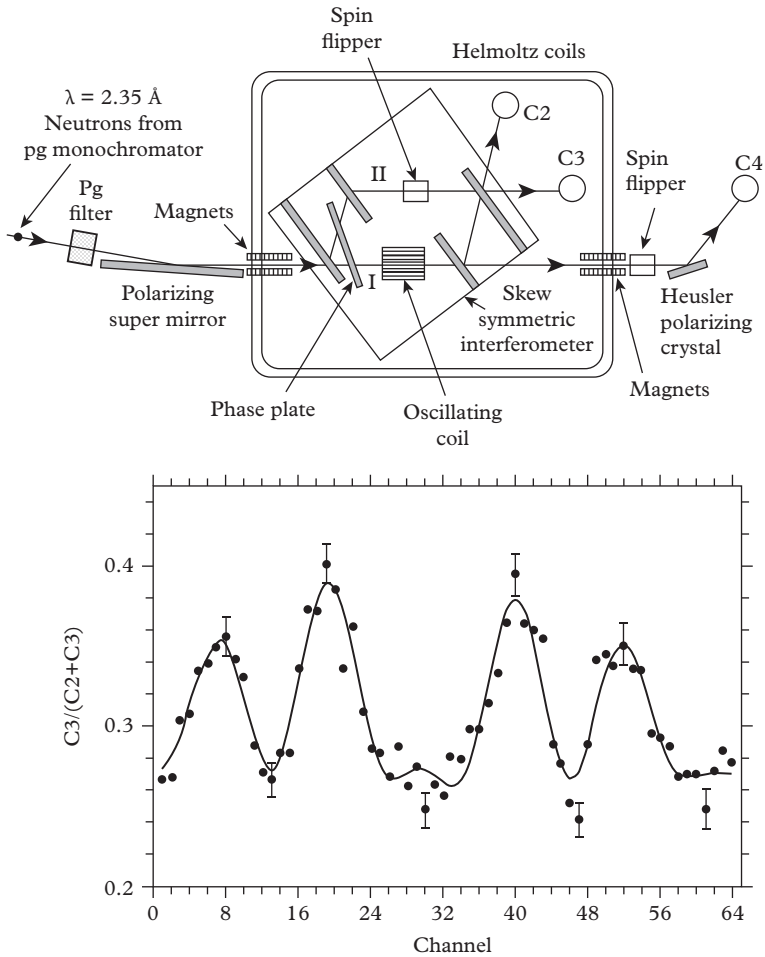 Spin
flipper
Helmoltz coils
λ = 2.35 Å
Neutrons from
pg monochromator
Pg
filter
Magnets
II
C2
C3
Spin
flipper
C4
I
Polarizing
super mirror
Skew
symmetric
interferometer
Heusler
polarizing
crystal
Magnets
Phase plate
Oscillating
coil
0.4
0.3
0.2
C3/(C2+C3)
0 8 16 24 32 40 48 56 64
Channel